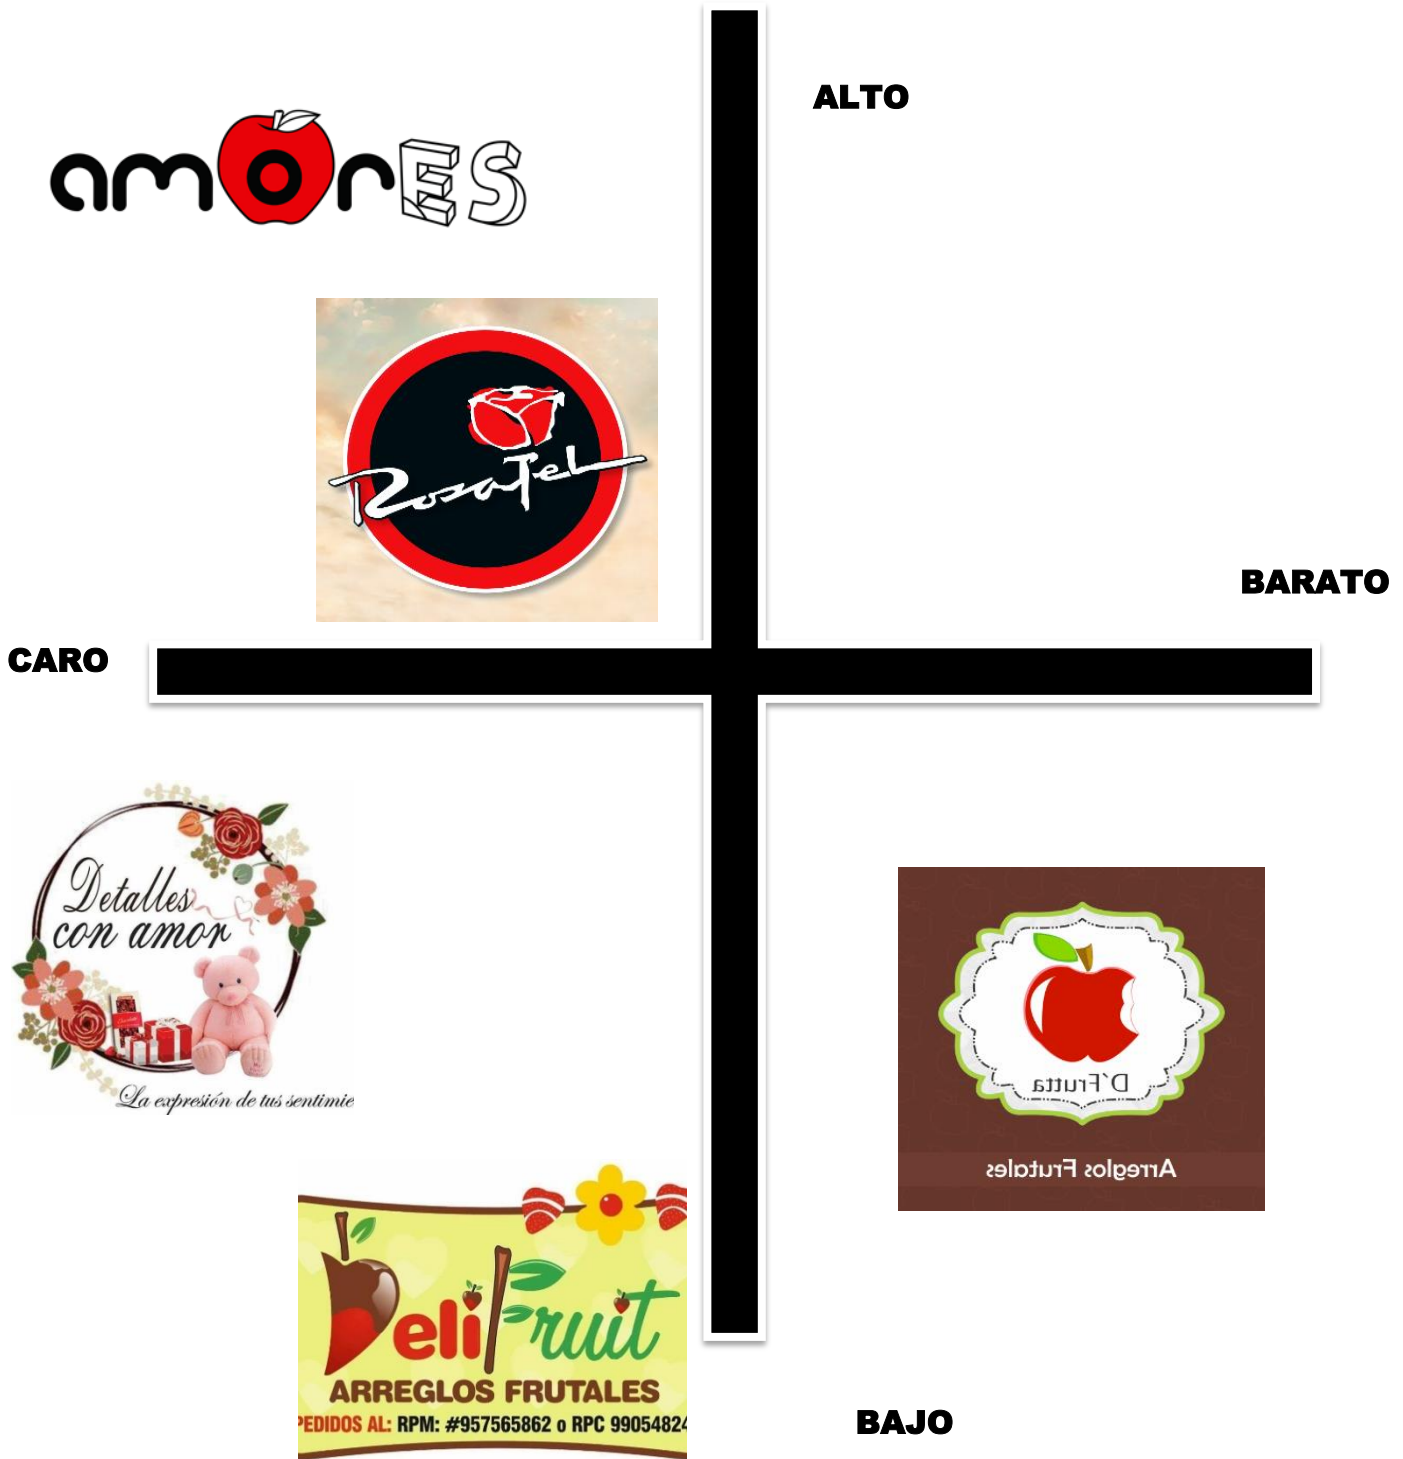 ALTO
amorES
RosaTel
BARATO
CARO
Detalles
con amor
La expresión de tus sentimie
D'Frutta
Arreglos Frutales
DeliFruit
ARREGLOS FRUTALES
PEDIDOS AL: RPM: #957565862 o RPC 99054824
BAJO